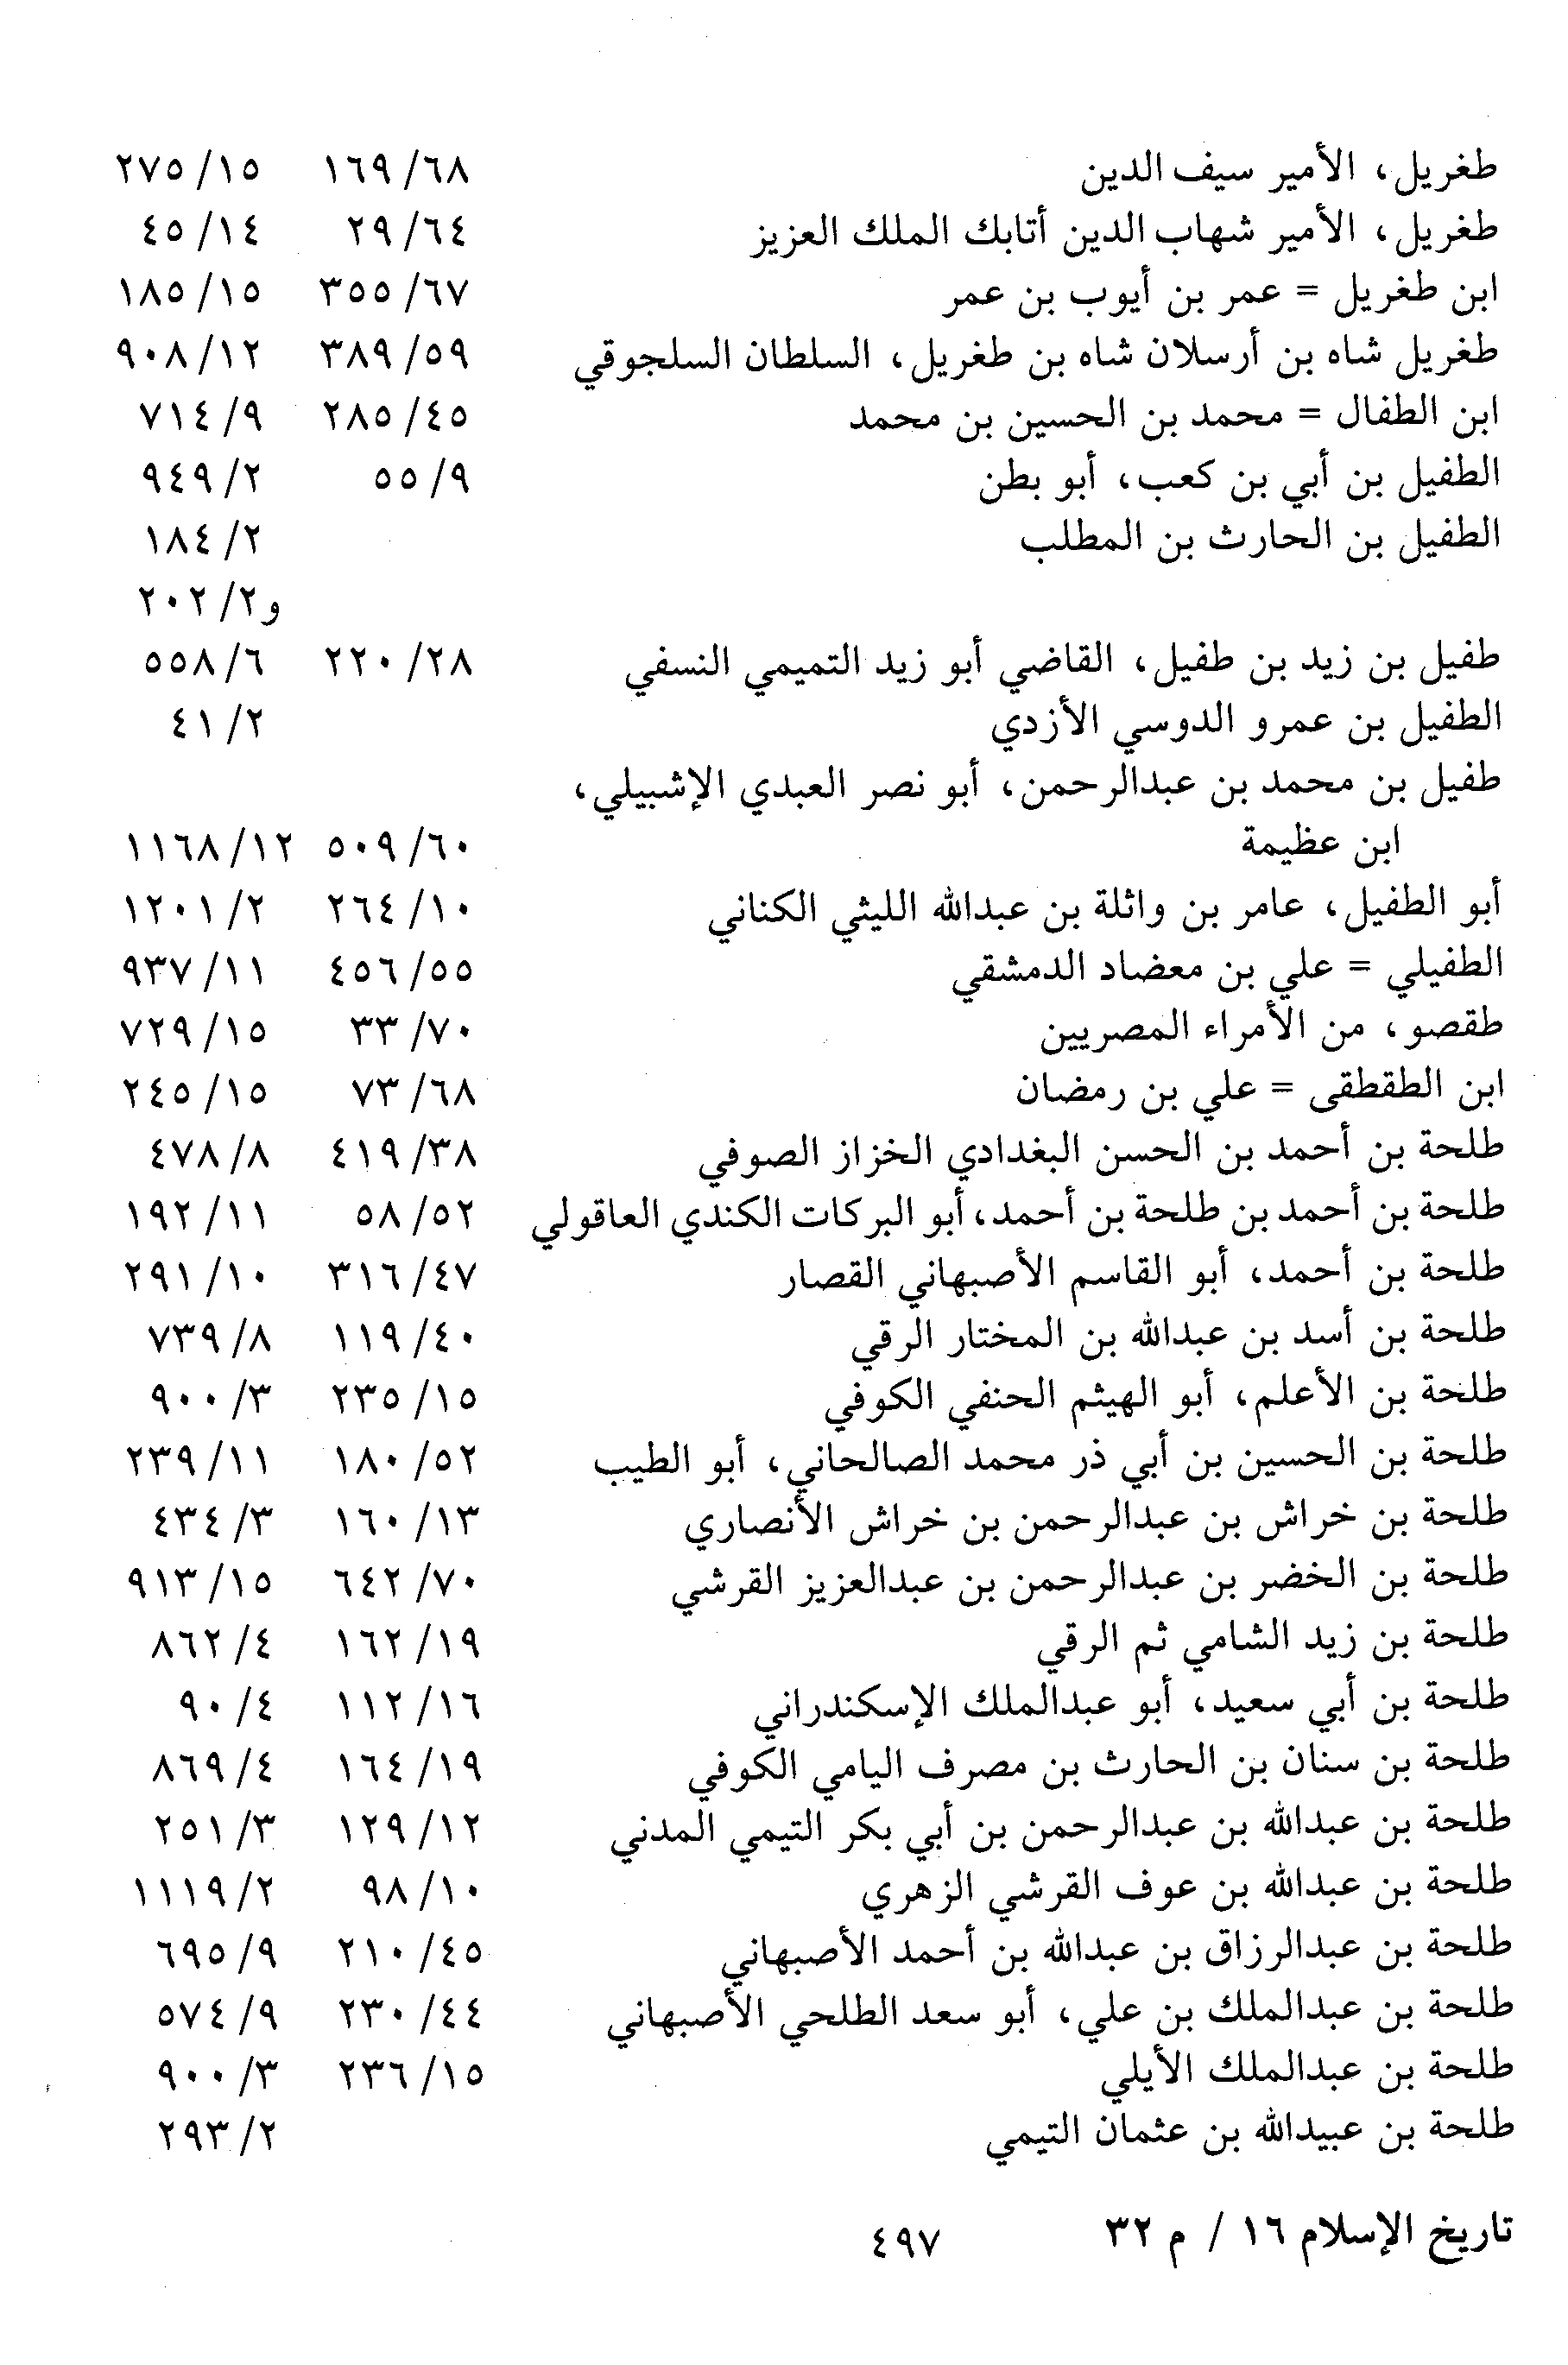 طغريل، الأمير سيف الدين ١٦٩/٦٨ ٢٧٥/١٥
طغريل، الأمير شهاب الدين أتابك الملك العزيز ٢٩/٦٤ ٤٥/١٤
ابن طغريل = عمر بن أيوب بن عمر ٣٥٥/٦٧ ١٨٥/١٥
طغريل شاه بن أرسلان شاه بن طغريل، السلطان السلجوقي ٣٨٩/٥٩ ٩٠٨/١٢
ابن الطفال = محمد بن الحسين بن محمد ٢٨٥/٤٥ ٧١٤/٩
الطفيل بن أبي بن كعب، أبو بطن ٥٥/٩ ٩٤٩/٢
الطفيل بن الحارث بن المطلب ١٨٤/٢
و٢٠٢/٢
طفيل بن زيد بن طفيل، القاضي أبو زيد التميمي النسفي ٢٢٠/٢٨ ٥٥٨/٦
الطفيل بن عمرو الدوسي الأزدي ٤١/٢
طفيل بن محمد بن عبدالرحمن، أبو نصر العبدي الإشبيلي،
ابن عظيمة ٥٠٩/٦٠ ١١٦٨/١٢
أبو الطفيل، عامر بن واثلة بن عبدالله الليثي الكناني ٢٦٤/١٠ ١٢٠١/٢
الطفيلي = علي بن معضاد الدمشقي ٤٥٦/٥٥ ٩٣٧/١١
طقصو، من الأمراء المصريين ٣٣/٧٠ ٧٢٩/١٥
ابن الطقطقى = علي بن رمضان ٧٣/٦٨ ٢٤٥/١٥
طلحة بن أحمد بن الحسن البغدادي الخزاز الصوفي ٤١٩/٣٨ ٤٧٨/٨
طلحة بن أحمد بن طلحة بن أحمد، أبو البركات الكندي العاقولي ٥٨/٥٢ ١٩٢/١١
طلحة بن أحمد، أبو القاسم الأصبهاني القصار ٣١٦/٤٧ ٢٩١/١٠
طلحة بن أسد بن عبدالله بن المختار الرقي ١١٩/٤٠ ٧٣٩/٨
طلحة بن الأعلم، أبو الهيثم الحنفي الكوفي ٢٣٥/١٥ ٩٠٠/٣
طلحة بن الحسين بن أبي ذر محمد الصالحاني، أبو الطيب ١٨٠/٥٢ ٢٣٩/١١
طلحة بن خراش بن عبدالرحمن بن خراش الأنصاري ١٦٠/١٣ ٤٣٤/٣
طلحة بن الخضر بن عبدالرحمن بن عبدالعزيز القرشي ٦٤٢/٧٠ ٩١٣/١٥
طلحة بن زيد الشامي ثم الرقي ١٦٢/١٩ ٨٦٢/٤
طلحة بن أبي سعيد، أبو عبدالملك الإسكندراني ١١٢/١٦ ٩٠/٤
طلحة بن سنان بن الحارث بن مصرف اليامي الكوفي ١٦٤/١٩ ٨٦٩/٤
طلحة بن عبدالله بن عبدالرحمن بن أبي بكر التيمي المدني ١٢٩/١٢ ٢٥١/٣
طلحة بن عبدالله بن عوف القرشي الزهري ٩٨/١٠ ١١١٩/٢
طلحة بن عبدالرزاق بن عبدالله بن أحمد الأصبهاني ٢١٠/٤٥ ٦٩٥/٩
طلحة بن عبدالملك بن علي، أبو سعد الطلحي الأصبهاني ٢٣٠/٤٤ ٥٧٤/٩
طلحة بن عبدالملك الأيلي ٢٣٦/١٥ ٩٠٠/٣
طلحة بن عبيدالله بن عثمان التيمي ٢٩٣/٢
تاريخ الإسلام ١٦ / م ٣٢ ٤٩٧